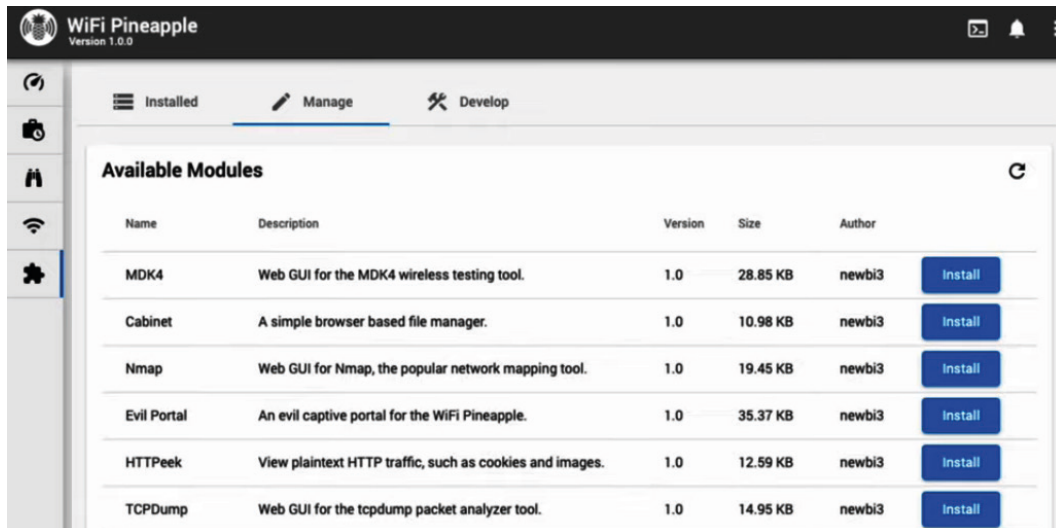 WiFi Pineapple
Version 1.0.0
Installed Manage Develop
Available Modules
Name Description Version Size Author
MDK4 Web GUI for the MDK4 wireless testing tool. 1.0 28.85 KB newbi3 Install
Cabinet A simple browser based file manager. 1.0 10.98 KB newbi3 Install
Nmap Web GUI for Nmap, the popular network mapping tool. 1.0 19.45 KB newbi3 Install
Evil Portal An evil captive portal for the WiFi Pineapple. 1.0 35.37 KB newbi3 Install
HTTPeek View plaintext HTTP traffic, such as cookies and images. 1.0 12.59 KB newbi3 Install
TCPDump Web GUI for the tcpdump packet analyzer tool. 1.0 14.95 KB newbi3 Install